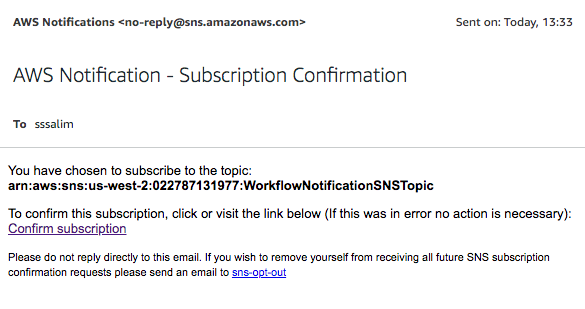 AWS Notifications <no-reply@sns.amazonaws.com> Sent on: Today, 13:33
AWS Notification - Subscription Confirmation
To sssalim
You have chosen to subscribe to the topic:
arn:aws:sns:us-west-2:022787131977:WorkflowNotificationSNSTopic
To confirm this subscription, click or visit the link below (If this was in error no action is necessary):
Confirm subscription
Please do not reply directly to this email. If you wish to remove yourself from receiving all future SNS subscription
confirmation requests please send an email to sns-opt-out